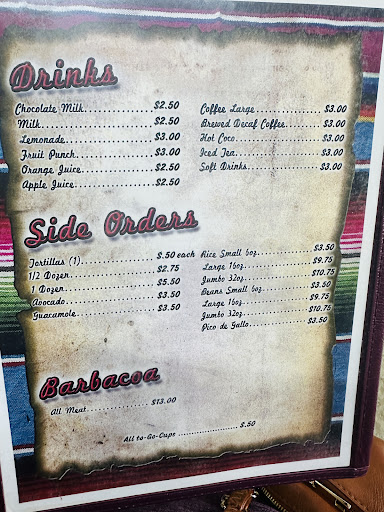 Drinks
Chocolate Milk.................$2.50
Milk.................................$2.50
Lemonade........................$3.00
Fruit Punch.....................$3.00
Orange Juice...................$2.50
Apple Juice.....................$2.50
Coffee Large....................$3.00
Brewed Decaf Coffee.........$3.00
Hot Coco.........................$3.00
Iced Tea..........................$3.00
Soft Drinks.....................$3.00
Side Orders
Tortillas (1)....................$.50 each
1/2 Dozen.......................$2.75
1 Dozen..........................$5.50
Avocado..........................$3.50
Guacamole......................$3.50
Rice Small 6oz.................$3.50
Large 16oz......................$9.75
Jumbo 32oz....................$10.75
Beans Small 6oz..............$3.50
Large 16oz......................$9.75
Jumbo 32oz....................$10.75
Pico de Gallo...................$3.50
Barbacoa
All Meat..................$13.00
All to-Go-Cups ........................$.50